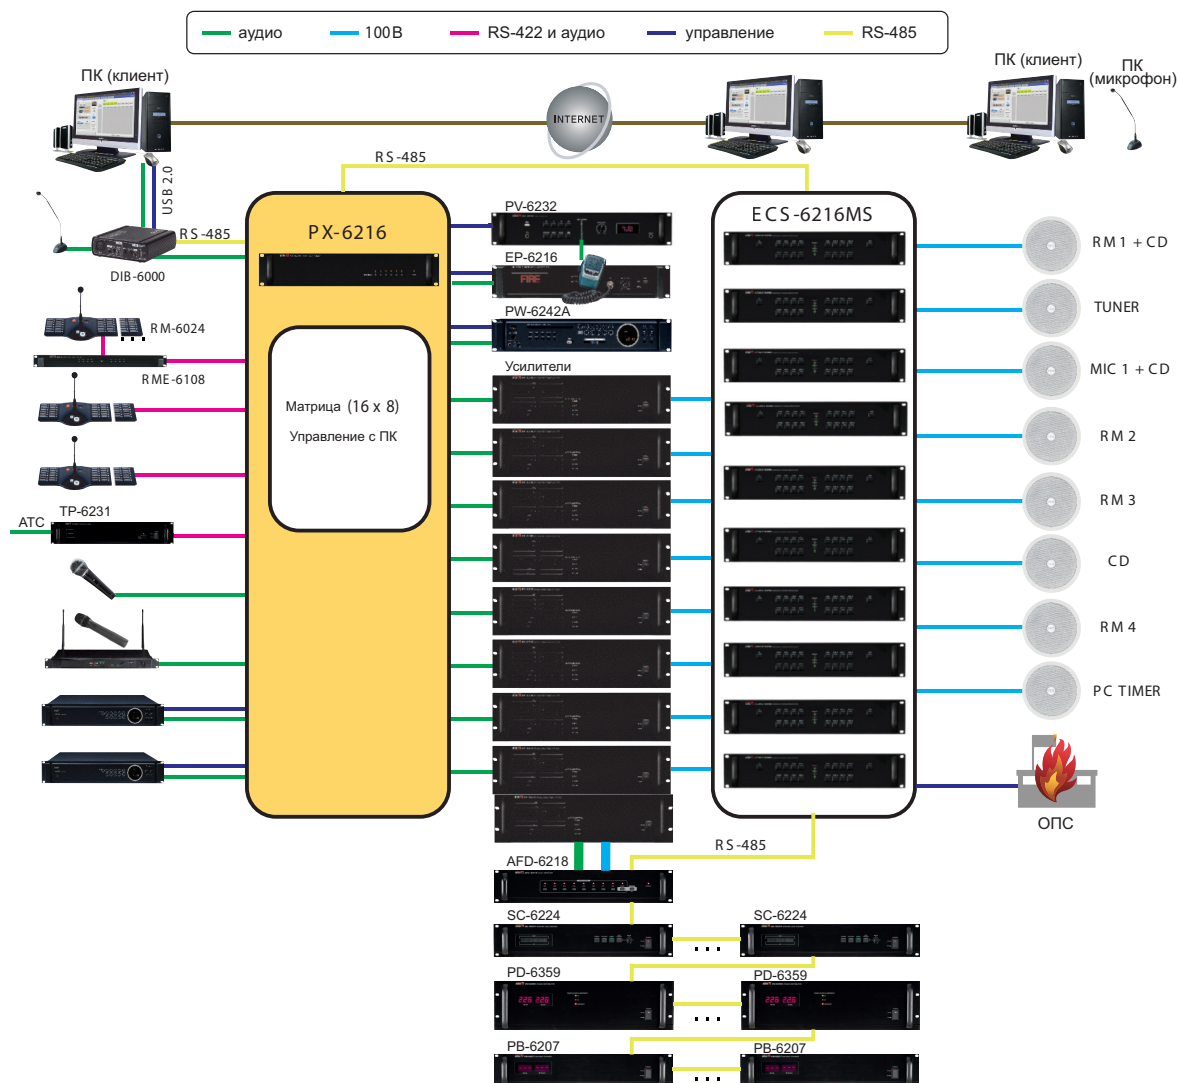 аудио
100В
RS-422 и аудио
управление
RS-485
ПК (клиент)
INTERNET
ПК (клиент)
ПК
(микрофон)
RS-485
USB 2.0
RS-485
DIB-6000
RM-6024
RME-6108
АТС
TP-6231
PX-6216
Матрица (16 x 8)
Управление с ПК
PV-6232
EP-6216
FIRE
PW-6242A
Усилители
ECS-6216MS
RM 1 + CD
TUNER
MIC 1 + CD
RM 2
RM 3
CD
RM 4
PC TIMER
ОПС
RS-485
AFD-6218
SC-6224
...
SC-6224
PD-6359
...
PD-6359
PB-6207
...
PB-6207